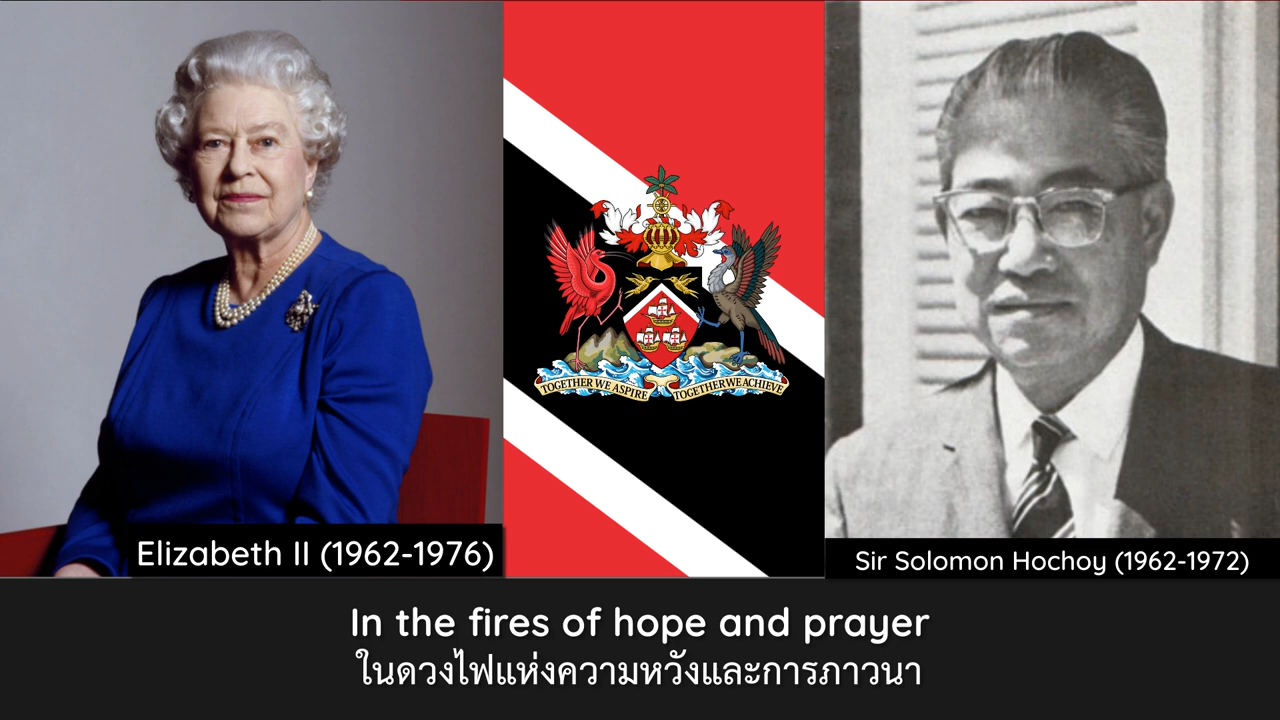 TOGETHER WE ASPIRE TOGETHER WE ACHIEVE
Elizabeth II (1962-1976)
Sir Solomon Hochoy (1962-1972)
In the fires of hope and prayer
ในดวงไฟแห่งความหวังและการภาวนา